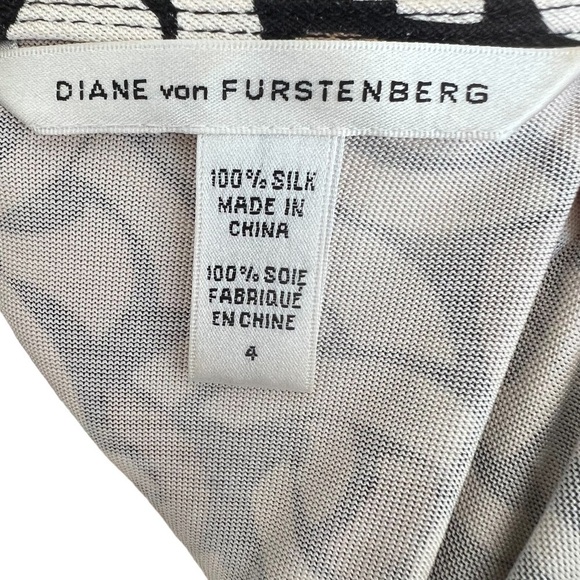 DIANE von FURSTENBERG
100% SILK
MADE IN
CHINA
100% SOIE
FABRIQUÉ
EN CHINE
4